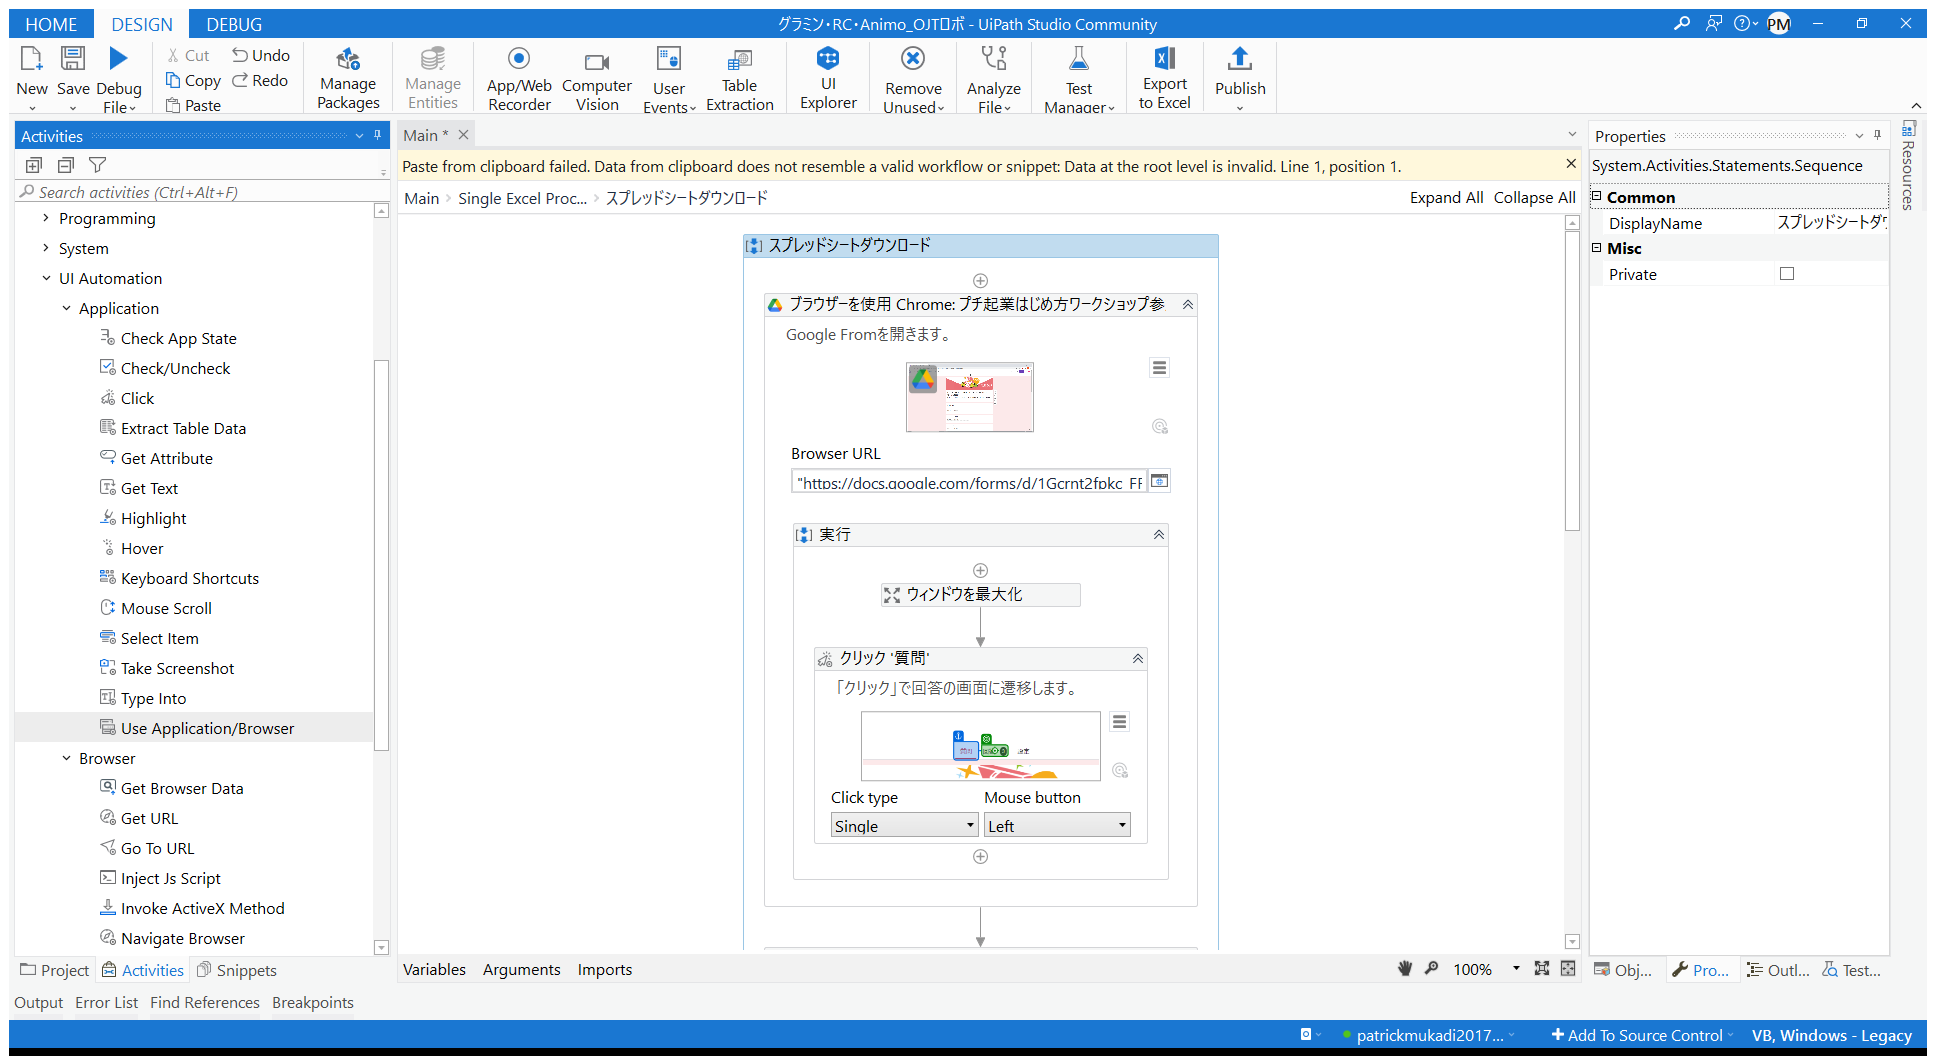 HOME DESIGN DEBUG グラミン・RC・Animo_OJTロボ - UiPath Studio Community PM
New Save Debug File Cut Copy Paste Undo Redo Manage Packages Manage Entities App/Web Recorder Computer Vision User Events Table Extraction UI Explorer Remove Unused Analyze File Test Manager Export to Excel Publish
Activities
Search activities (Ctrl+Alt+F)
Programming
System
UI Automation
Application
Check App State
Check/Uncheck
Click
Extract Table Data
Get Attribute
Get Text
Highlight
Hover
Keyboard Shortcuts
Mouse Scroll
Select Item
Take Screenshot
Type Into
Use Application/Browser
Browser
Get Browser Data
Get URL
Go To URL
Inject Js Script
Invoke ActiveX Method
Navigate Browser
Project Activities Snippets
Main *
Paste from clipboard failed. Data from clipboard does not resemble a valid workflow or snippet: Data at the root level is invalid. Line 1, position 1.
Main Single Excel Proc... スプレッドシートダウンロード Expand All Collapse All
スプレッドシートダウンロード
ブラウザーを使用 Chrome: プチ起業はじめ方ワークショップ参
Google Fromを開きます。
Browser URL
"https://docs.google.com/forms/d/1Gcrnt2fpkc_FF
実行
ウィンドウを最大化
クリック '質問'
「クリック」で回答の画面に遷移します。
Click type Mouse button
Single Left
Variables Arguments Imports 100%
Properties
System.Activities.Statements.Sequence
Common
DisplayName スプレッドシートダ
Misc
Private
Resources
Obj... Pro... Outl... Test...
Output Error List Find References Breakpoints
patrickmukadi2017... Add To Source Control VB, Windows - Legacy